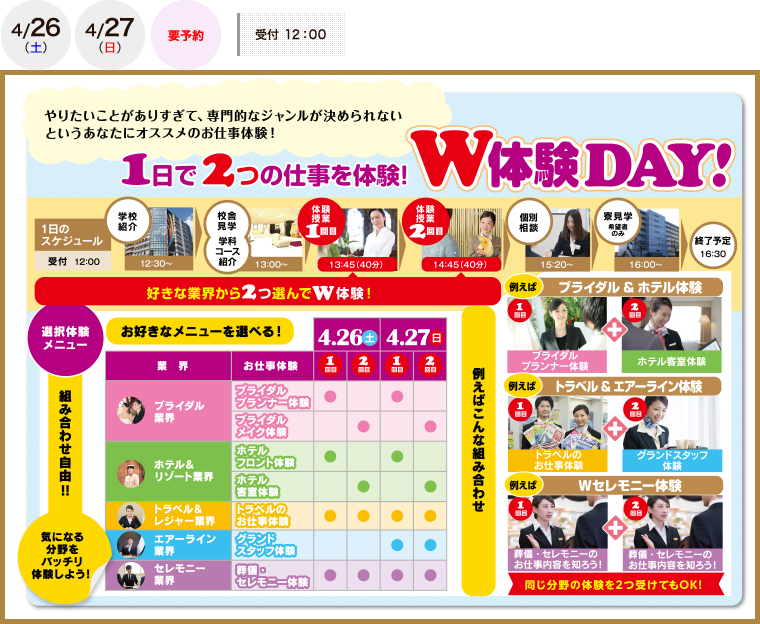 4/26
(土)
4/27
(日)
要予約
受付 12:00
やりたいことがありすぎて、専門的なジャンルが決められない
というあなたにオススメのお仕事体験！
1日で2つの仕事を体験!
W体験DAY!
1日の
スケジュール
受付 12:00
学校
紹介
12:30〜
校舎
見学
学科
コース
紹介
13:00〜
体験
授業
1回目
13:45(40分)
体験
授業
2回目
14:45(40分)
個別
相談
15:20〜
寮見学
希望者
のみ
16:00〜
終了予定
16:30
好きな業界から2つ選んでW体験！
選択体験
メニュー
お好きなメニューを選べる！
4.26土
4.27日
業 界
お仕事体験
1回目
2回目
1回目
2回目
ブライダル
業界
ブライダル
プランナー体験
ブライダル
メイク体験
ホテル&
リゾート業界
ホテル
フロント体験
ホテル
客室体験
トラベル&
レジャー業界
トラベルの
お仕事体験
エアーライン
業界
グランド
スタッフ体験
セレモニー
業界
葬儀・
セレモニー体験
組み合わせ自由!!
気になる
分野を
バッチリ
体験しよう!
例えばこんな組み合わせ
例えば
ブライダル & ホテル体験
1回目
ブライダル
プランナー体験
2回目
ホテル客室体験
例えば
トラベル & エアーライン体験
1回目
トラベルの
お仕事体験
2回目
グランドスタッフ
体験
例えば
Wセレモニー体験
1回目
葬儀・セレモニーの
お仕事内容を知ろう!
2回目
葬儀・セレモニーの
お仕事内容を知ろう!
同じ分野の体験を2つ受けてもOK!